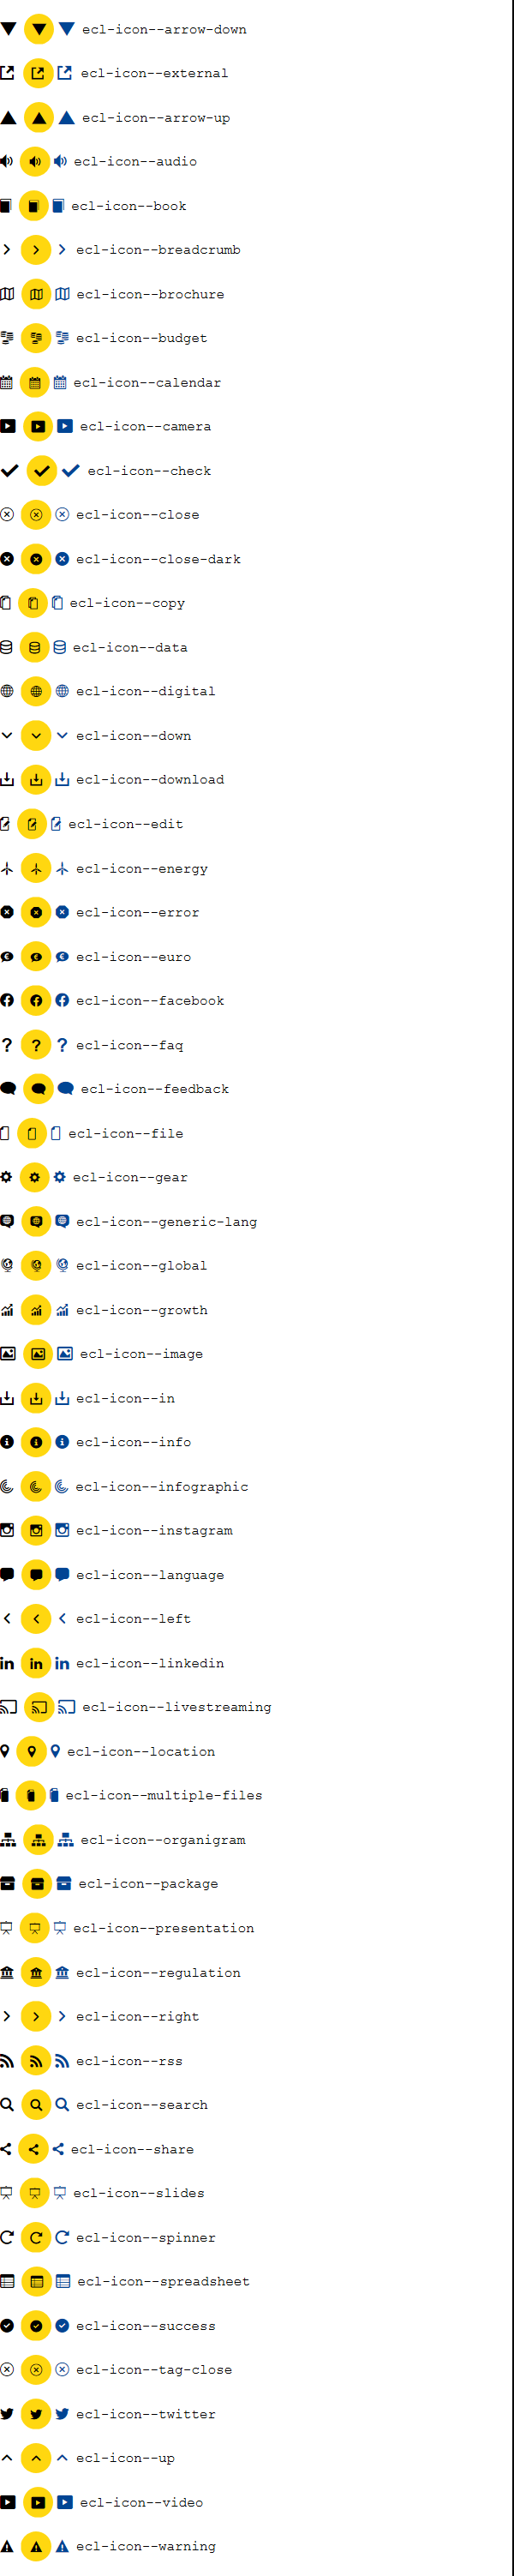 ecl-icon--arrow-down
ecl-icon--external
ecl-icon--arrow-up
ecl-icon--audio
ecl-icon--book
ecl-icon--breadcrumb
ecl-icon--brochure
ecl-icon--budget
ecl-icon--calendar
ecl-icon--camera
ecl-icon--check
ecl-icon--close
ecl-icon--close-dark
ecl-icon--copy
ecl-icon--data
ecl-icon--digital
ecl-icon--down
ecl-icon--download
ecl-icon--edit
ecl-icon--energy
ecl-icon--error
ecl-icon--euro
ecl-icon--facebook
ecl-icon--faq
ecl-icon--feedback
ecl-icon--file
ecl-icon--gear
ecl-icon--generic-lang
ecl-icon--global
ecl-icon--growth
ecl-icon--image
ecl-icon--in
ecl-icon--info
ecl-icon--infographic
ecl-icon--instagram
ecl-icon--language
ecl-icon--left
ecl-icon--linkedin
ecl-icon--livestreaming
ecl-icon--location
ecl-icon--multiple-files
ecl-icon--organigram
ecl-icon--package
ecl-icon--presentation
ecl-icon--regulation
ecl-icon--right
ecl-icon--rss
ecl-icon--search
ecl-icon--share
ecl-icon--slides
ecl-icon--spinner
ecl-icon--spreadsheet
ecl-icon--success
ecl-icon--tag-close
ecl-icon--twitter
ecl-icon--up
ecl-icon--video
ecl-icon--warning